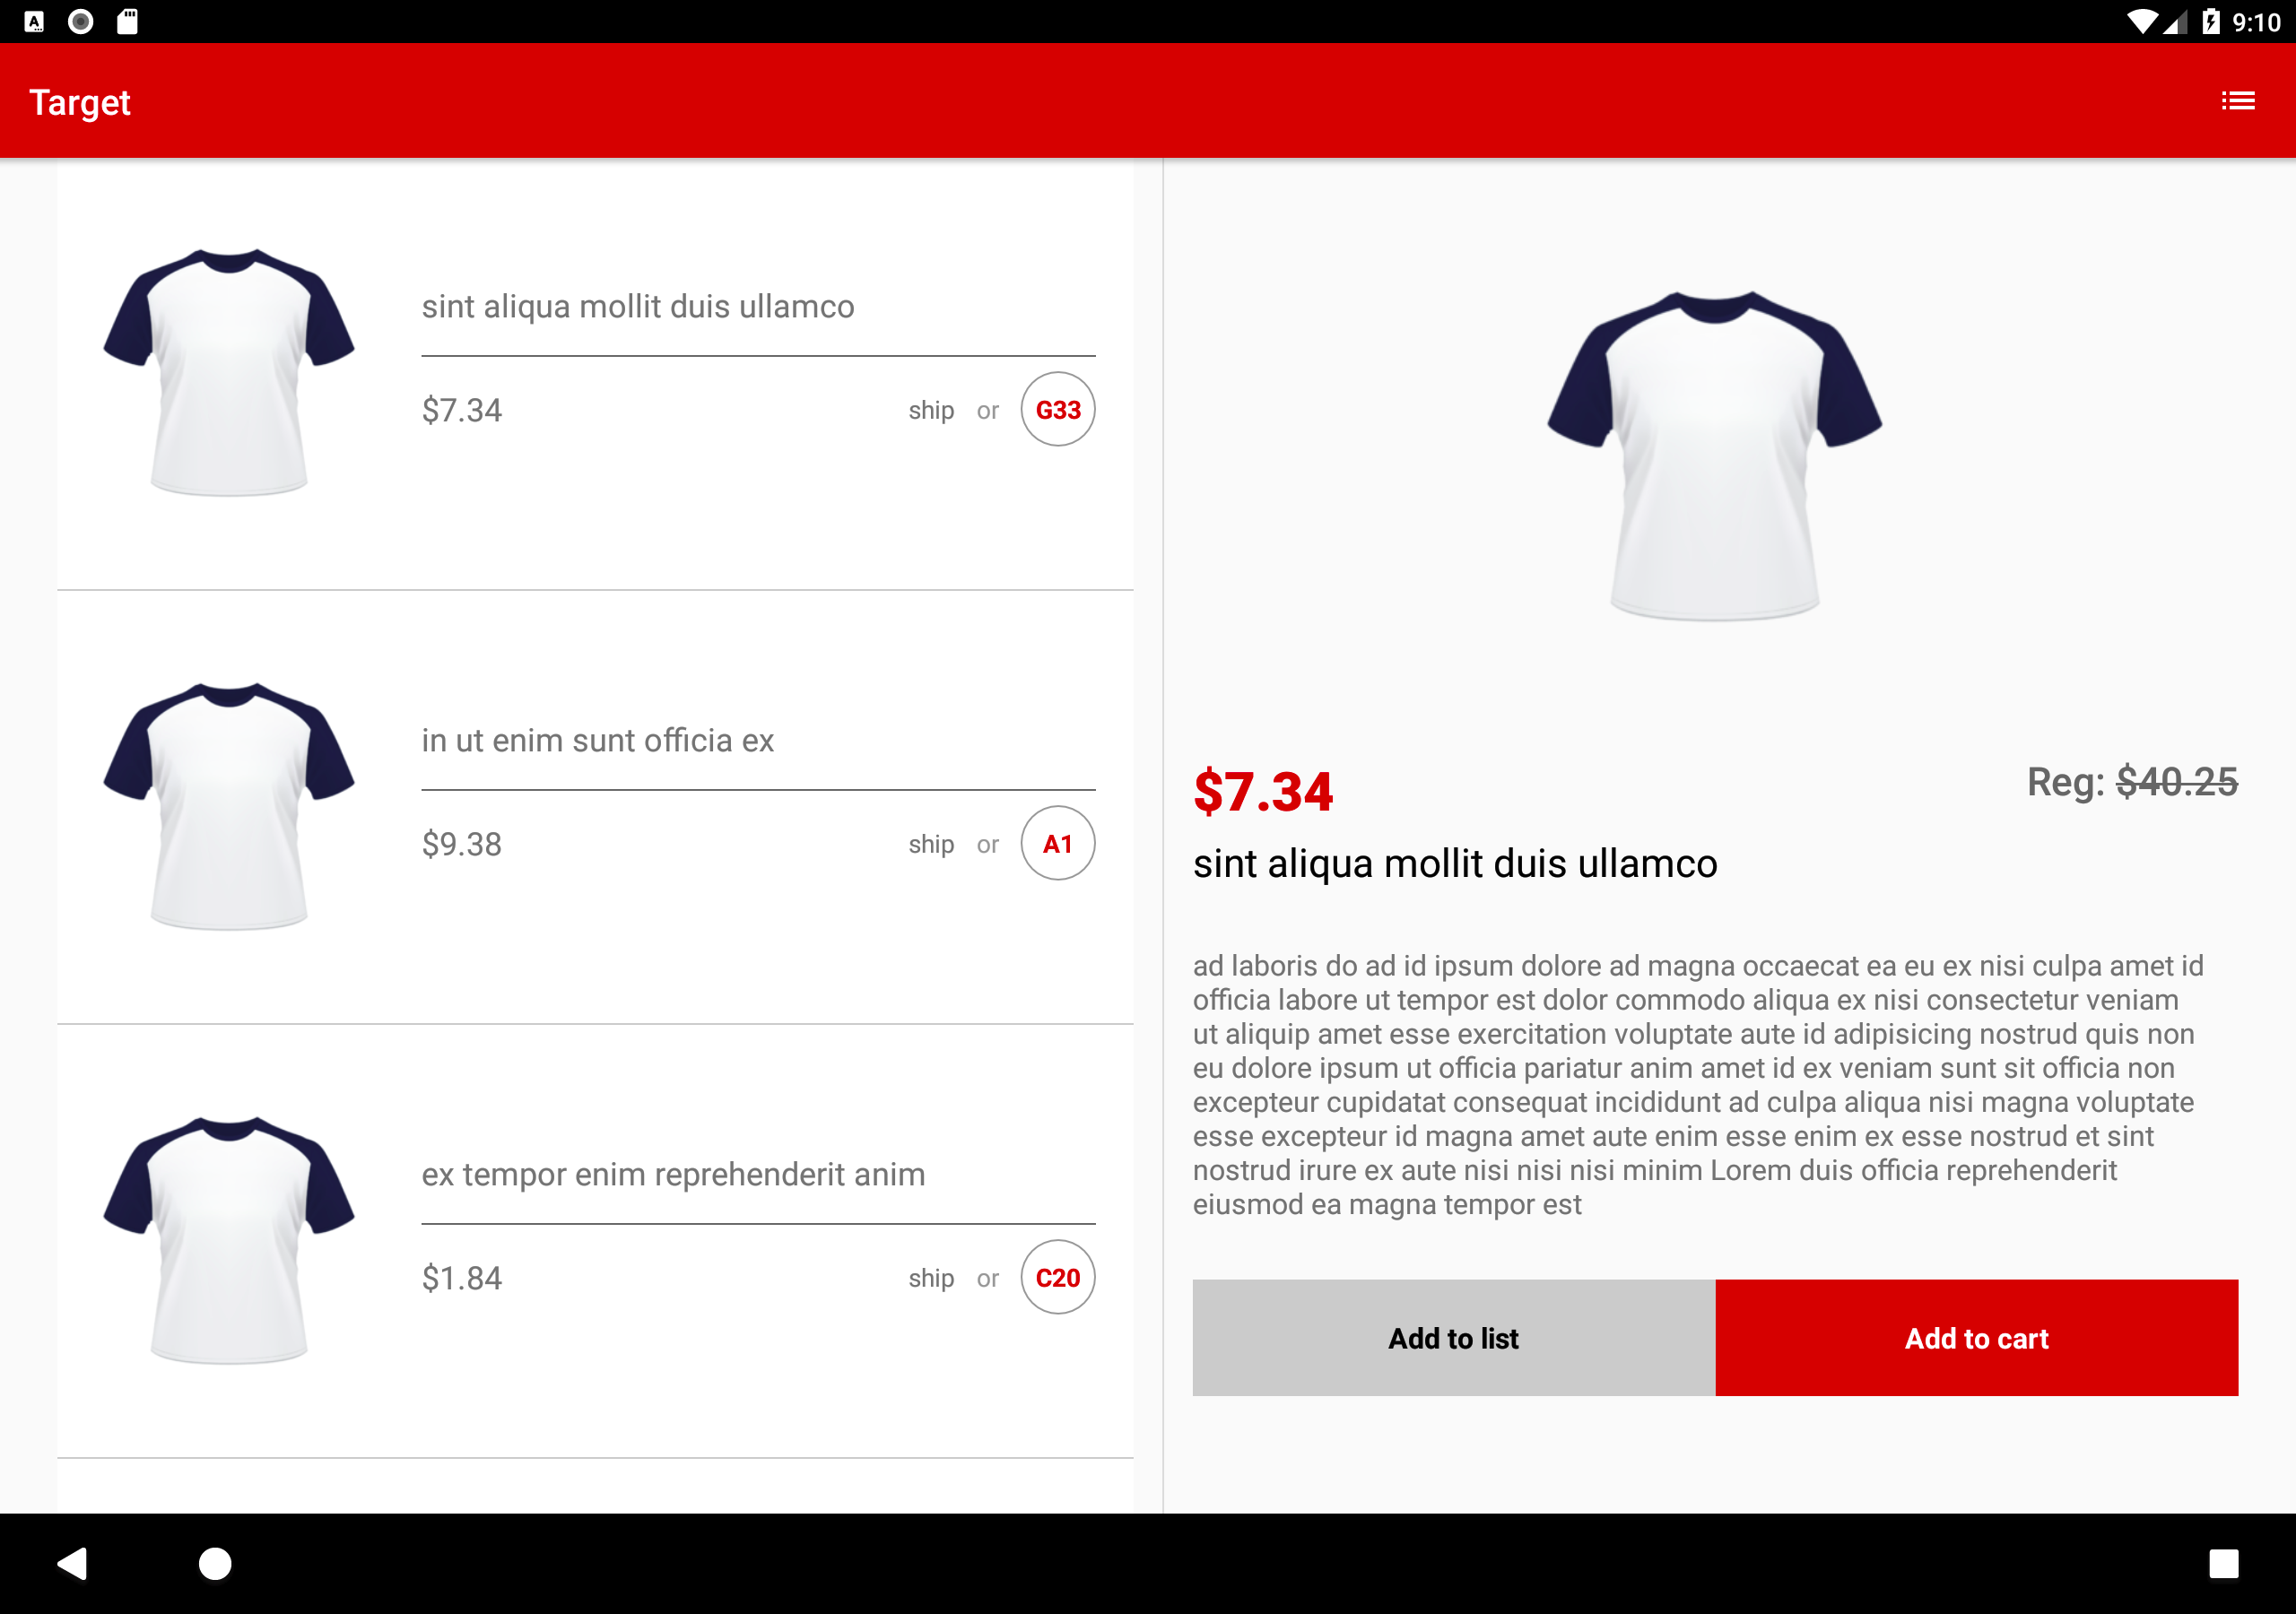 9:10
Target
sint aliqua mollit duis ullamco
$7.34 ship or G33
in ut enim sunt officia ex
$9.38 ship or A1
ex tempor enim reprehenderit anim
$1.84 ship or C20
$7.34 Reg: $40.25
sint aliqua mollit duis ullamco
ad laboris do ad id ipsum dolore ad magna occaecat ea eu ex nisi culpa amet id
officia labore ut tempor est dolor commodo aliqua ex nisi consectetur veniam
ut aliquip amet esse exercitation voluptate aute id adipisicing nostrud quis non
eu dolore ipsum ut officia pariatur anim amet id ex veniam sunt sit officia non
excepteur cupidatat consequat incididunt ad culpa aliqua nisi magna voluptate
esse excepteur id magna amet aute enim esse enim ex esse nostrud et sint
nostrud irure ex aute nisi nisi nisi minim Lorem duis officia reprehenderit
eiusmod ea magna tempor est
Add to list Add to cart